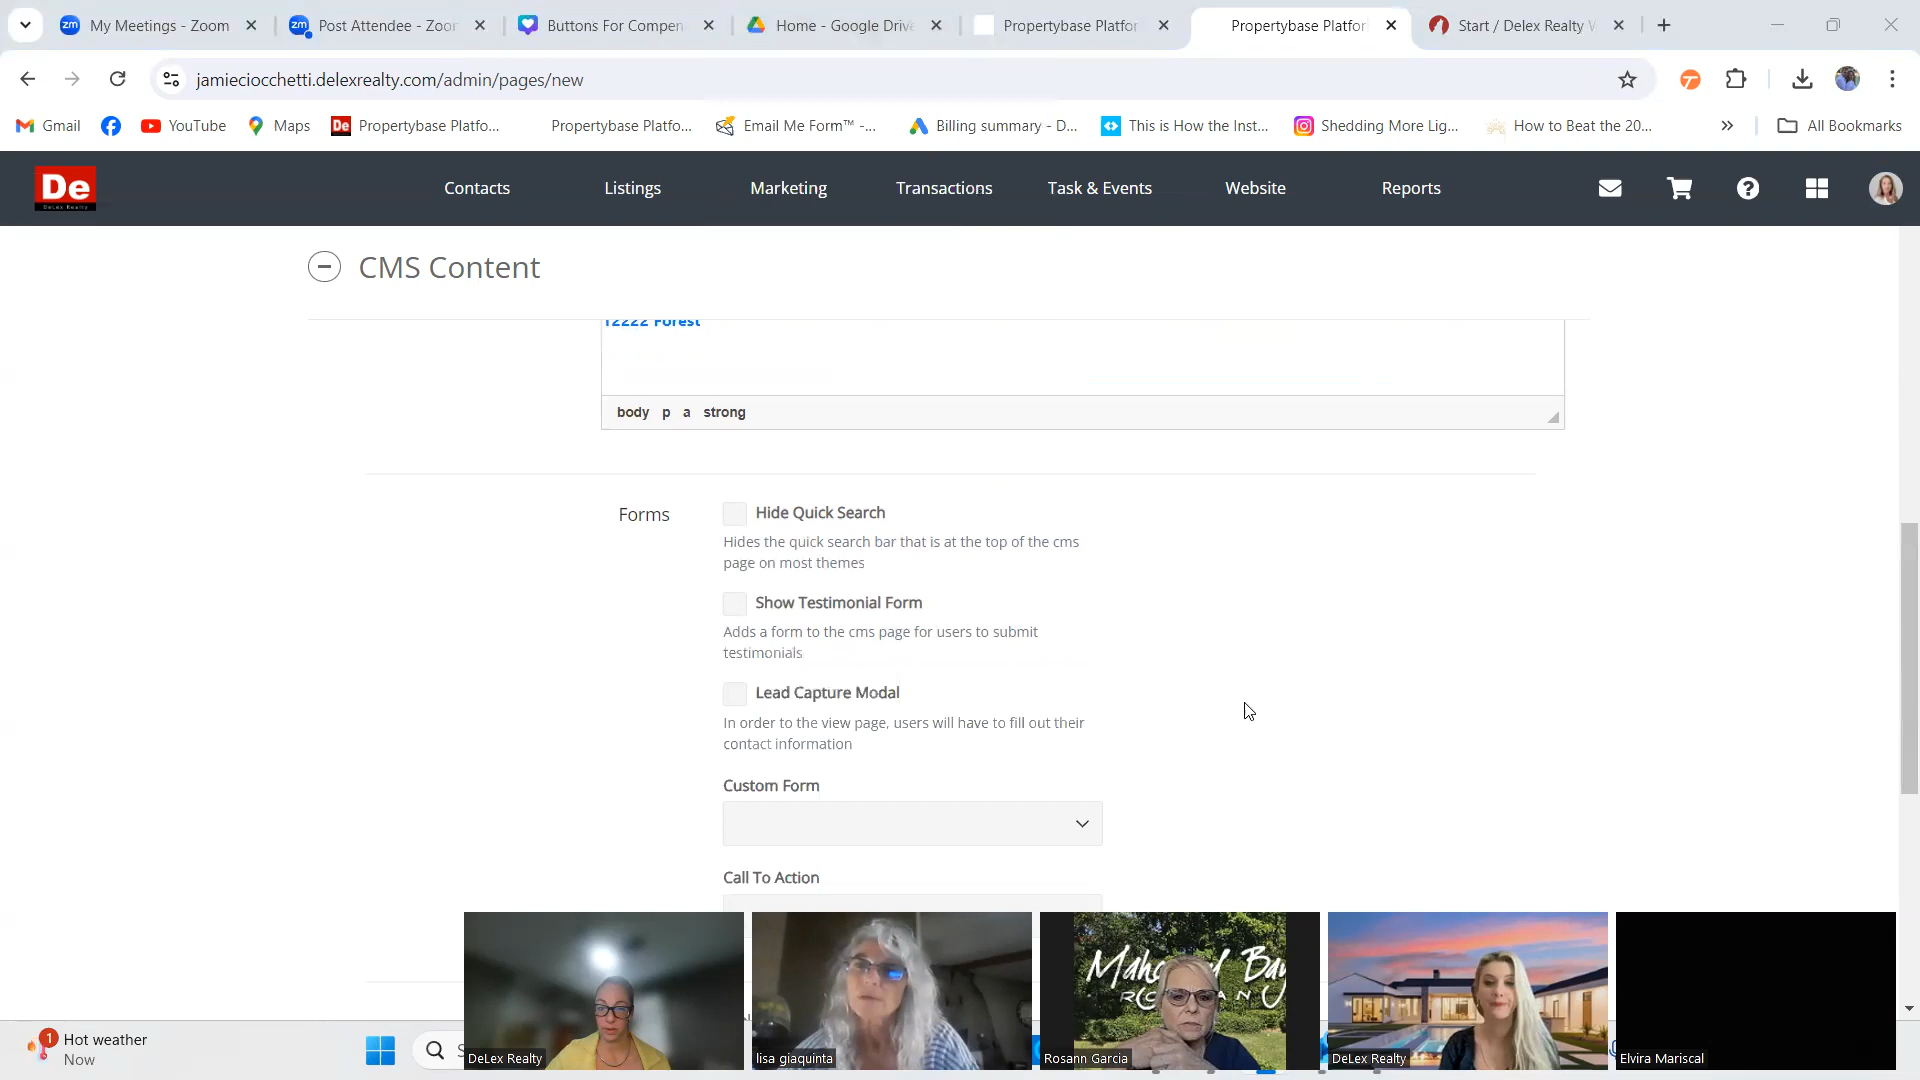 My Meetings - Zoom
Post Attendee - Zoo
Buttons For Compen
Home - Google Drive
Propertybase Platfor
Propertybase Platfor
Start / Delex Realty W
jamieciocchetti.delexrealty.com/admin/pages/new
Gmail
YouTube
Maps
De
Propertybase Platfo...
Propertybase Platfo...
Email Me Form™ -...
Billing summary - D...
This is How the Inst...
Shedding More Lig...
How to Beat the 20...
All Bookmarks
De
DeLex Realty
Contacts
Listings
Marketing
Transactions
Task & Events
Website
Reports
CMS Content
12222 Forest
body p a strong
Forms
Hide Quick Search
Hides the quick search bar that is at the top of the cms
page on most themes
Show Testimonial Form
Adds a form to the cms page for users to submit
testimonials
Lead Capture Modal
In order to the view page, users will have to fill out their
contact information
Custom Form
Call To Action
1
Hot weather
Now
DeLex Realty
lisa giaquinta
Rosann Garcia
DeLex Realty
Elvira Mariscal